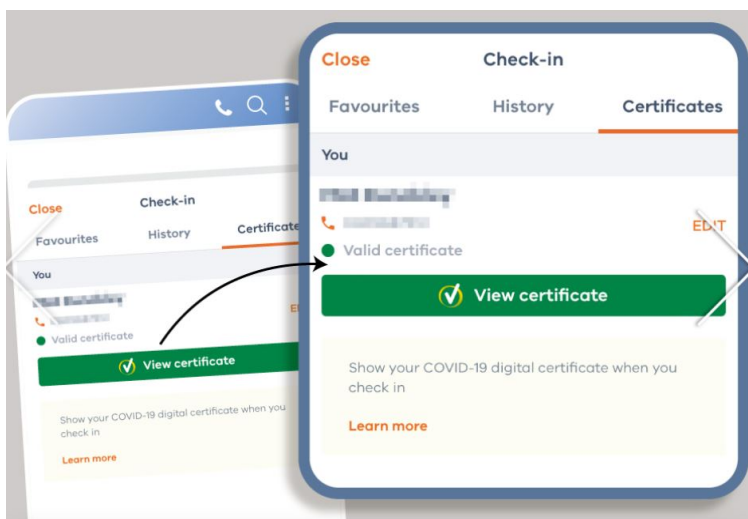 Close Check-in
Favourites History Certificate
You
Valid certificate
View certificate
Show your COVID-19 digital certificate when you
check in
Learn more
Close Check-in
Favourites History Certificates
You
EDIT
Valid certificate
View certificate
Show your COVID-19 digital certificate when you
check in
Learn more